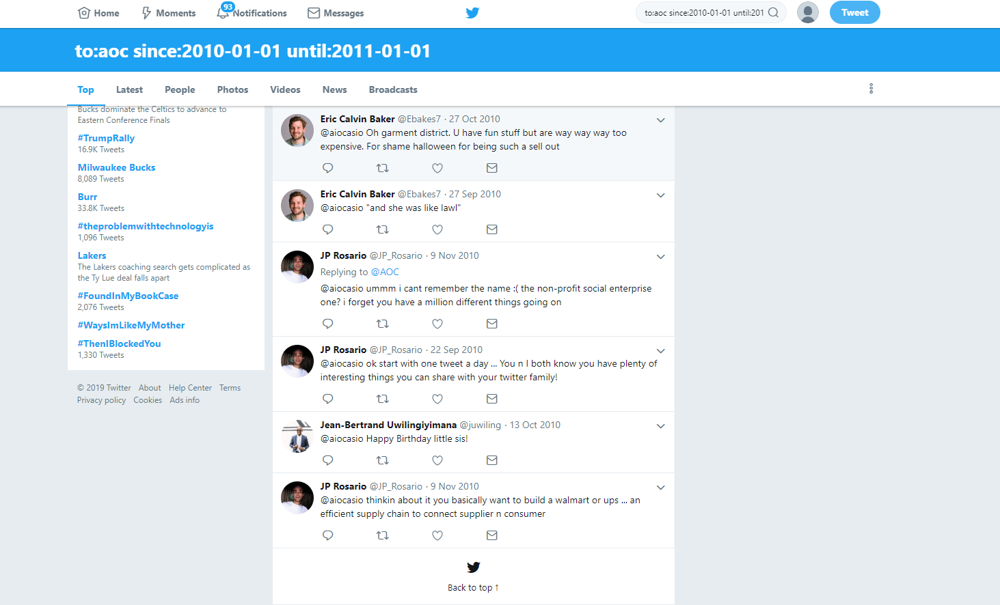 Home
Moments
93
Notifications
Messages
to:aoc since:2010-01-01 until:201
Tweet
to:aoc since:2010-01-01 until:2011-01-01
Top
Latest
People
Photos
Videos
News
Broadcasts
Bucks dominate the Celtics to advance to
Eastern Conference Finals
#TrumpRally
16.9K Tweets
Milwaukee Bucks
8,089 Tweets
Burr
33.8K Tweets
#theproblemwithtechnologyis
1,096 Tweets
Lakers
The Lakers coaching search gets complicated as
the Ty Lue deal falls apart
#FoundInMyBookCase
2,076 Tweets
#WaysImLikeMyMother
#ThenIBlockedYou
1,330 Tweets
© 2019 Twitter About Help Center Terms
Privacy policy Cookies Ads info
Eric Calvin Baker @Ebakes7 · 27 Oct 2010
@aiocasio Oh garment district. U have fun stuff but are way way way too
expensive. For shame halloween for being such a sell out
Eric Calvin Baker @Ebakes7 · 27 Sep 2010
@aiocasio "and she was like lawl"
JP Rosario @JP_Rosario · 9 Nov 2010
Replying to @AOC
@aiocasio ummm i cant remember the name :( the non-profit social enterprise
one? i forget you have a million different things going on
JP Rosario @JP_Rosario · 22 Sep 2010
@aiocasio ok start with one tweet a day ... You n I both know you have plenty of
interesting things you can share with your twitter family!
Jean-Bertrand Uwilingiyimana @juwiling · 13 Oct 2010
@aiocasio Happy Birthday little sis!
JP Rosario @JP_Rosario · 9 Nov 2010
@aiocasio thinkin about it you basically want to build a walmart or ups ... an
efficient supply chain to connect supplier n consumer
Back to top ↑